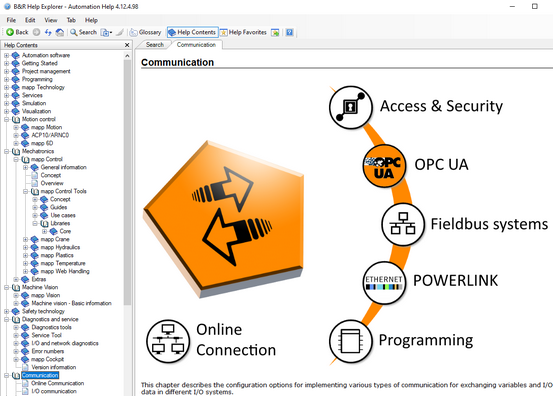 B&R Help Explorer - Automation Help 4.12.4.98
File Edit View Tab Help
Back Search Glossary Help Contents Help Favorites
Help Contents
Search Communication
Automation software
Getting Started
Project management
Programming
mapp Technology
Services
Simulation
Visualization
Motion control
mapp Motion
ACP10/ARNC0
mapp 6D
Mechatronics
mapp Control
General information
Concept
Overview
mapp Control Tools
Concept
Guides
Use cases
Libraries
Core
mapp Crane
mapp Hydraulics
mapp Plastics
mapp Temperature
mapp Web Handling
Extras
Machine Vision
mapp Vision
Machine vision - Basic information
Safety technology
Diagnostics and service
Diagnostics tools
Service Tool
I/O and network diagnostics
Error numbers
mapp Cockpit
Version information
Communication
Online Communication
I/O communication
Communication
Access & Security
OPC
UA
OPC UA
Fieldbus systems
ETHERNET
POWERLINK
Programming
Online
Connection
This chapter describes the configuration options for implementing various types of communication for exchanging variables and I/O
data in different I/O systems.